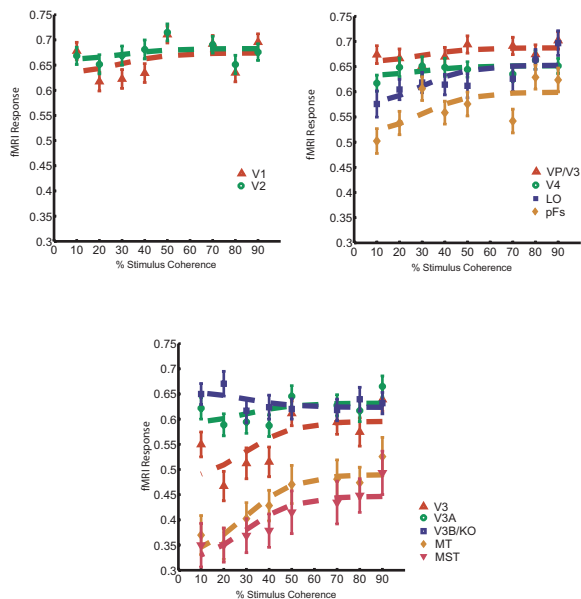 0.75
0.7
0.65
0.6
0.55
0.5
0.45
0.4
0.35
0.3
fMRI Response
0 10 20 30 40 50 60 70 80 90
% Stimulus Coherence
V1
V2
0.75
0.7
0.65
0.6
0.55
0.5
0.45
0.4
0.35
0.3
fMRI Response
0 10 20 30 40 50 60 70 80 90
% Stimulus Coherence
VP/V3
V4
LO
pFs
0.75
0.7
0.65
0.6
0.55
0.5
0.45
0.4
0.35
0.3
fMRI Response
0 10 20 30 40 50 60 70 80 90
% Stimulus Coherence
V3
V3A
V3B/KO
MT
MST